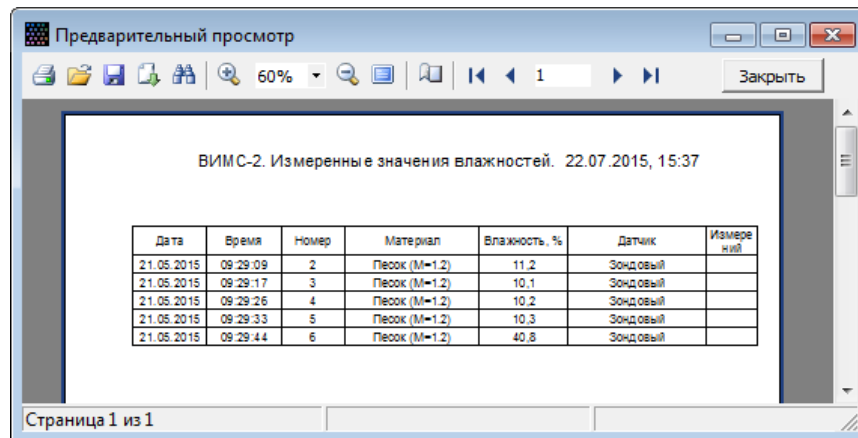 Предварительный просмотр
60% 1 Закрыть
ВИМС-2. Измеренные значения влажностей. 22.07.2015, 15:37
Дата Время Номер Материал Влажность, % Датчик Измере
ний
21.05.2015 09:29:09 2 Песок (М=1.2) 11,2 Зондовый
21.05.2015 09:29:17 3 Песок (М=1.2) 10,1 Зондовый
21.05.2015 09:29:26 4 Песок (М=1.2) 10,2 Зондовый
21.05.2015 09:29:33 5 Песок (М=1.2) 10,3 Зондовый
21.05.2015 09:29:44 6 Песок (М=1.2) 40,8 Зондовый
Страница 1 из 1